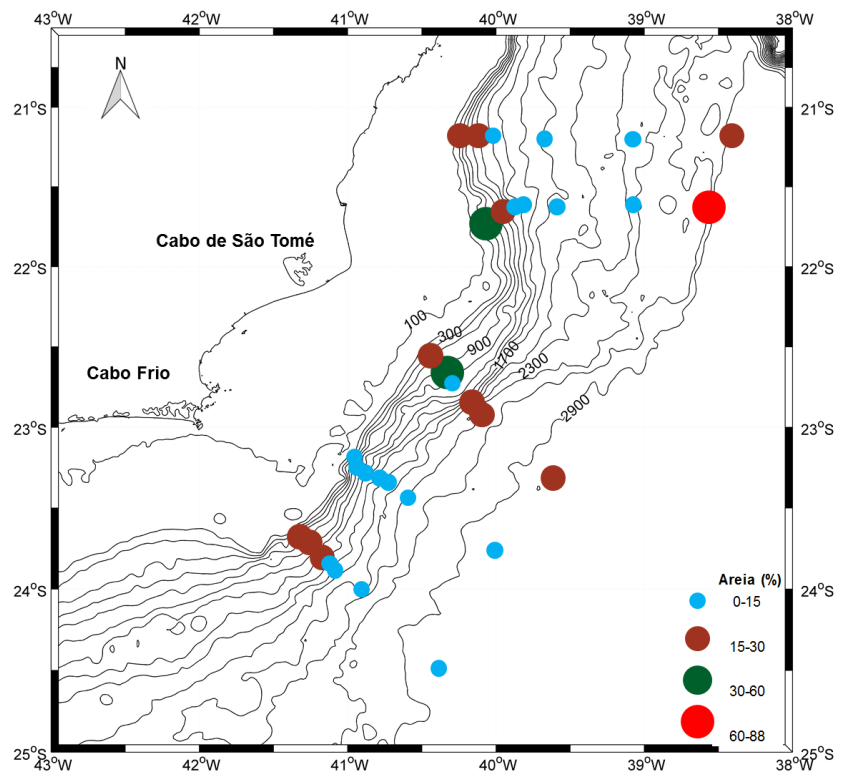 43°W 42°W 41°W 40°W 39°W 38°W
N
21°S 21°S
Cabo de São Tomé
22°S 22°S
100
300
900
1700
2300
Cabo Frio
2900
23°S 23°S
24°S 24°S
Areia (%)
0-15
15-30
30-60
60-88
25°S 25°S
43°W 42°W 41°W 40°W 39°W 38°W